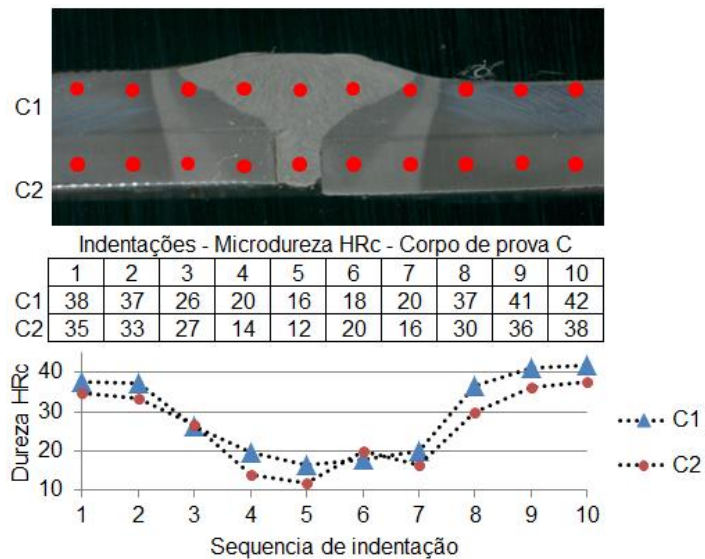 C1
C2
Indentações - Microdureza HRc - Corpo de prova C
1 2 3 4 5 6 7 8 9 10
C1 38 37 26 20 16 18 20 37 41 42
C2 35 33 27 14 12 20 16 30 36 38
Dureza HRc
40
30
20
10
1 2 3 4 5 6 7 8 9 10
Sequencia de indentação
C1
C2